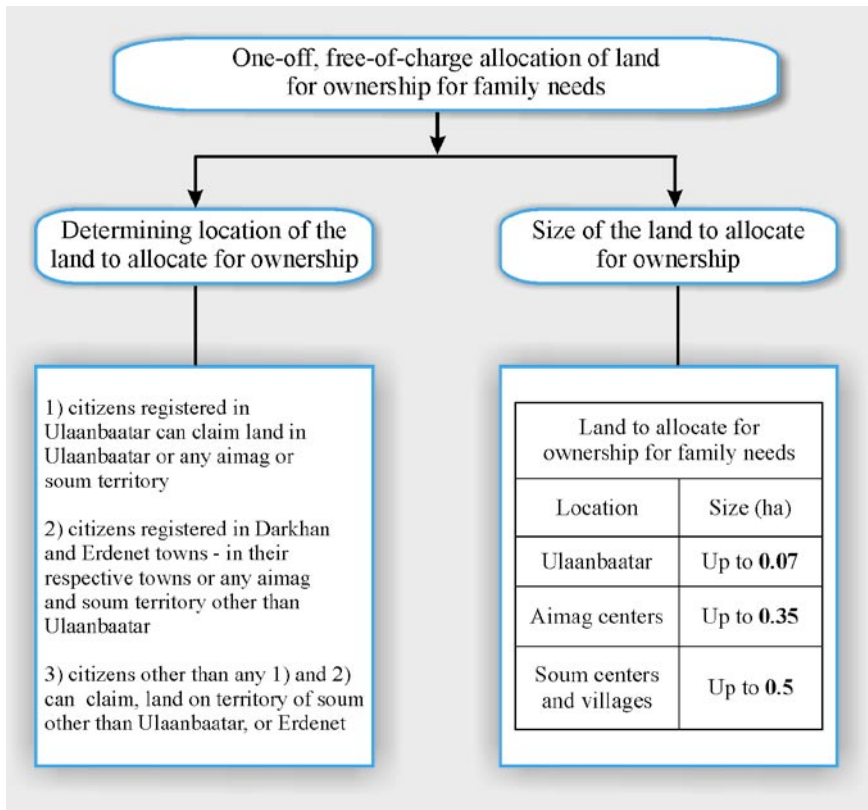 One-off, free-of-charge allocation of land
for ownership for family needs
Determining location of the
land to allocate for ownership
Size of the land to allocate
for ownership
1) citizens registered in
Ulaanbaatar can claim land in
Ulaanbaatar or any aimag or
soum territory
2) citizens registered in Darkhan
and Erdenet towns - in their
respective towns or any aimag
and soum territory other than
Ulaanbaatar
3) citizens other than any 1) and 2)
can claim, land on territory of soum
other than Ulaanbaatar, or Erdenet
Land to allocate for
ownership for family needs
Location Size (ha)
Ulaanbaatar Up to 0.07
Aimag centers Up to 0.35
Soum centers
and villages Up to 0.5